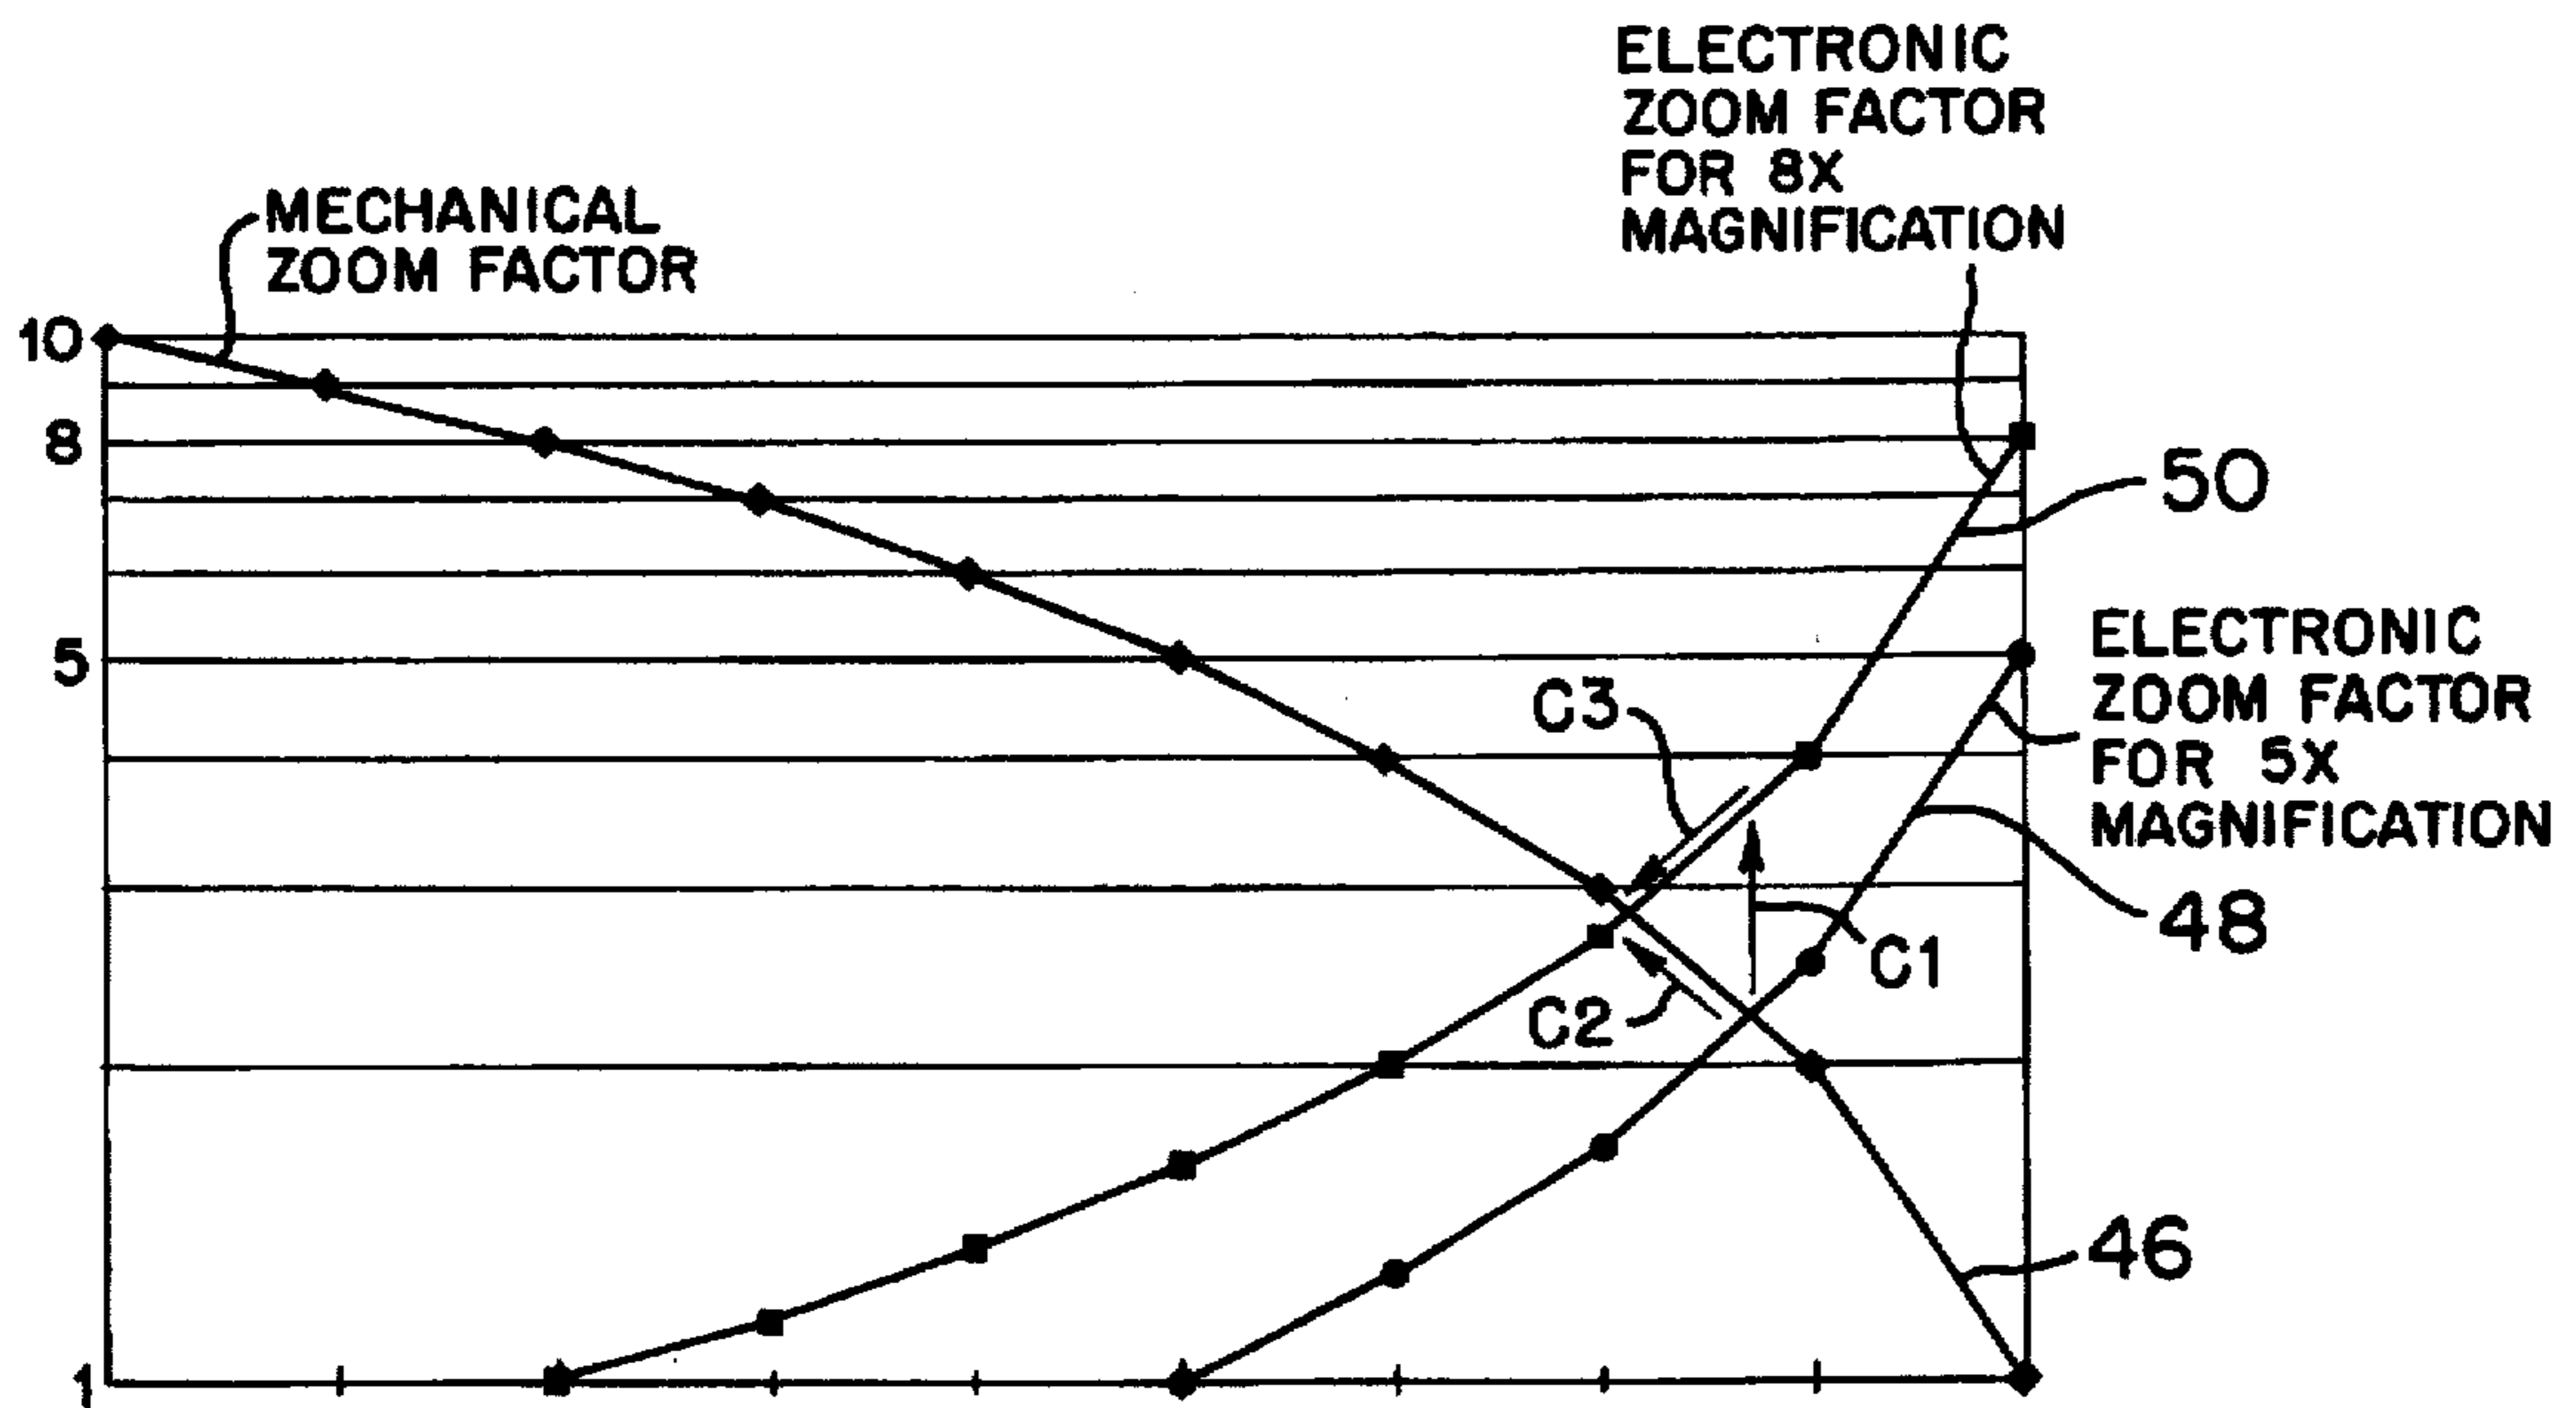 ELECTRONIC
ZOOM FACTOR
FOR 8X
MAGNIFICATION
MECHANICAL
ZOOM FACTOR
10
8
50
5
ELECTRONIC
ZOOM FACTOR
FOR 5X
MAGNIFICATION
C3
48
C1
C2
46
1